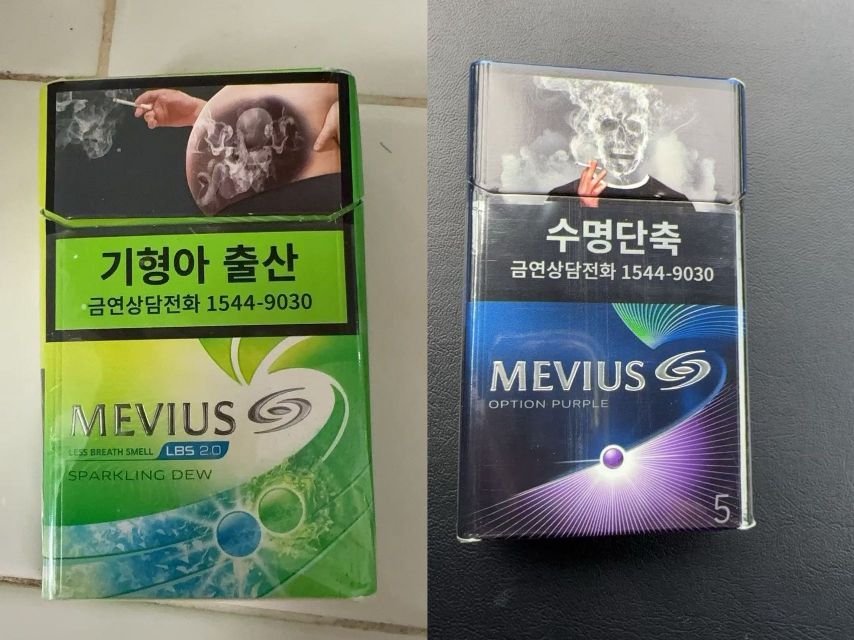 기형아 출산
금연상담전화 1544-9030
MEVIUS
LESS BREATH SMELL LBS 2.0
SPARKLING DEW
수명단축
금연상담전화 1544-9030
MEVIUS
OPTION PURPLE
5